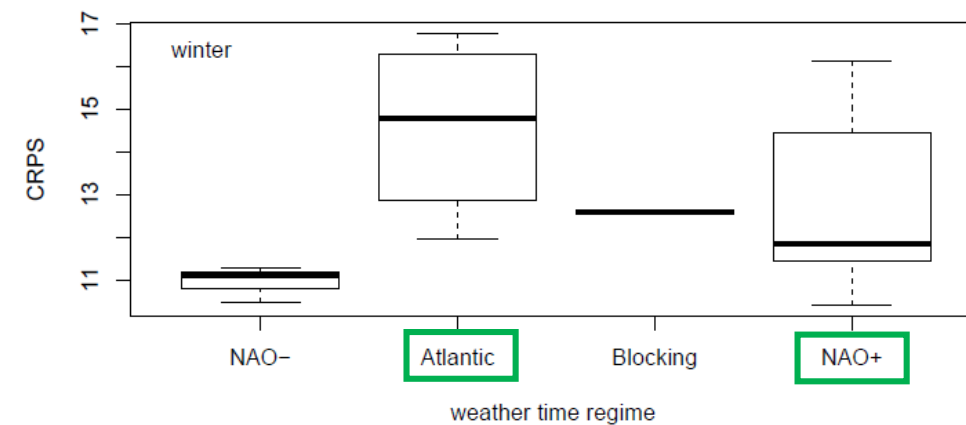 winter
CRPS
17
15
13
11
NAO−
Atlantic
Blocking
NAO+
weather time regime